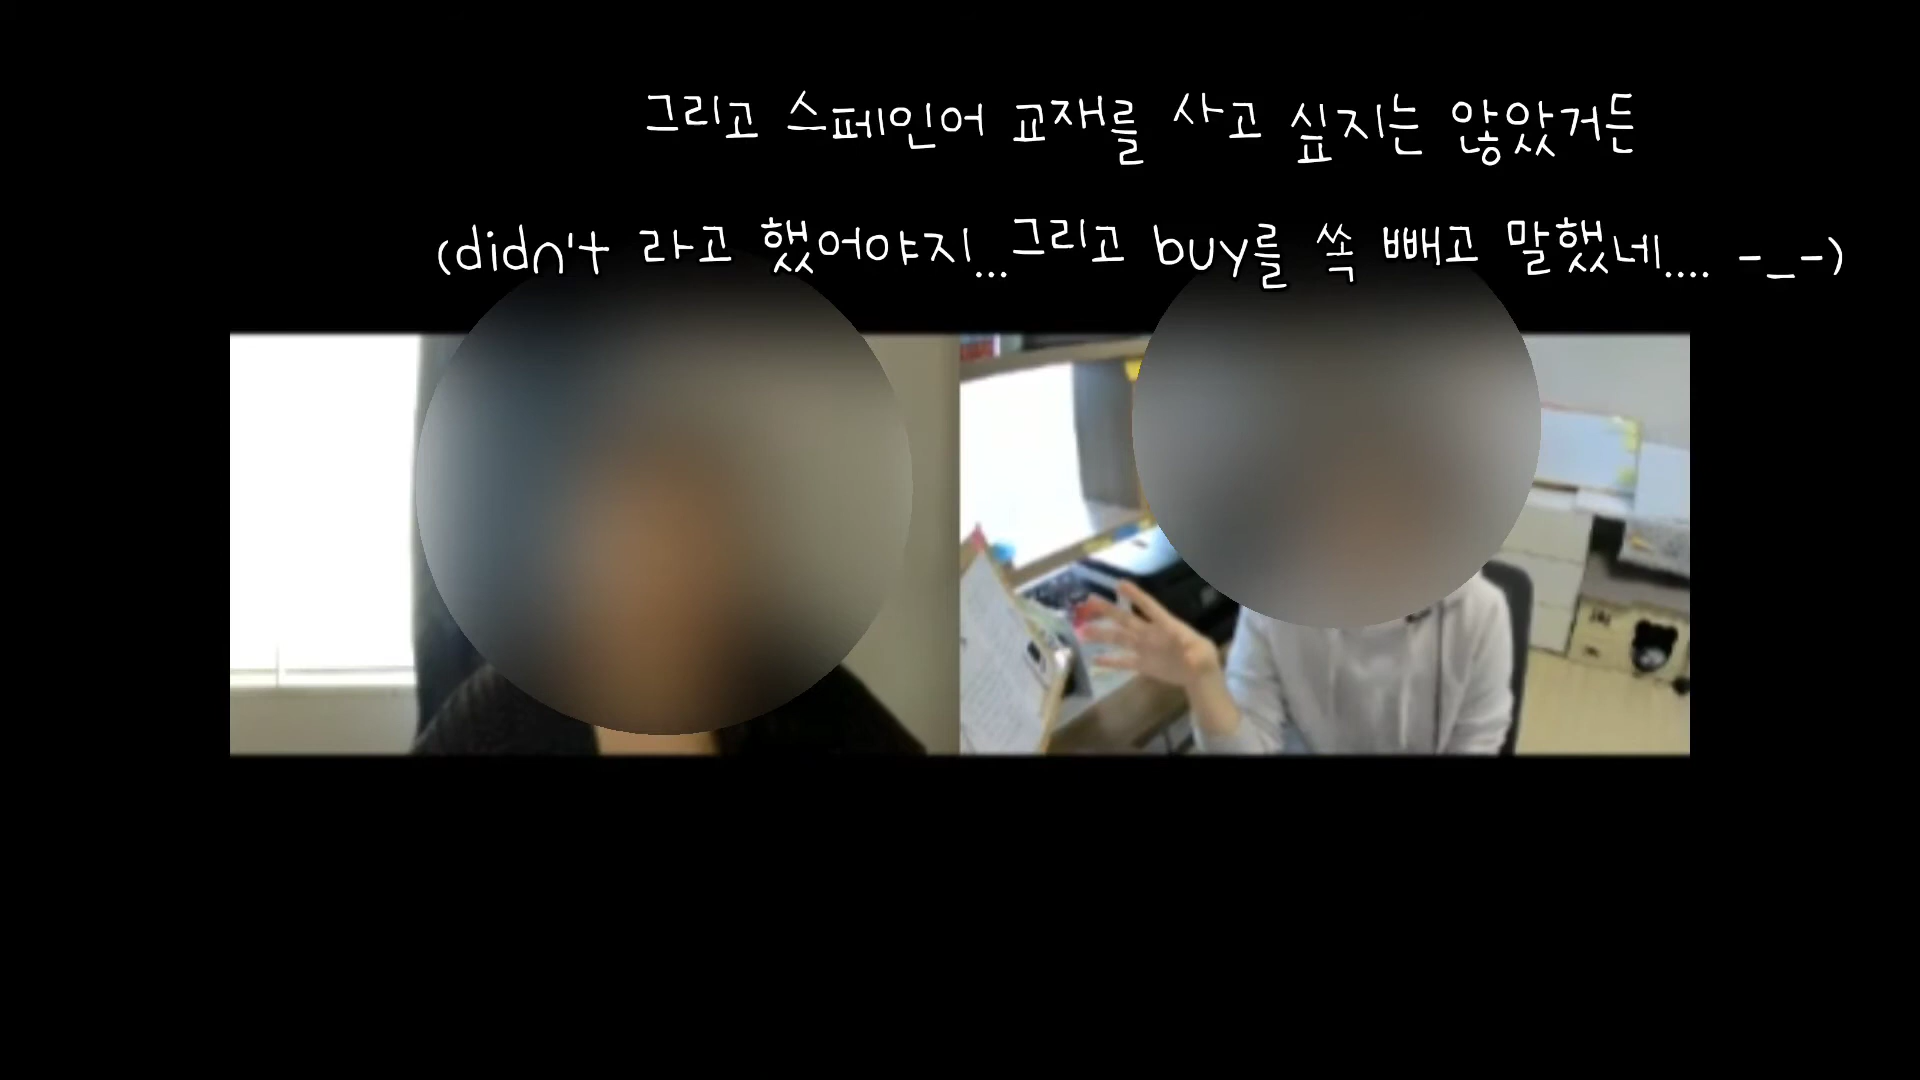 그리고 스페인어 교재를 사고 싶지는 않았거든
(didn't 라고 했어야지...그리고 buy를 쏙 빼고 말했네.... -_-)